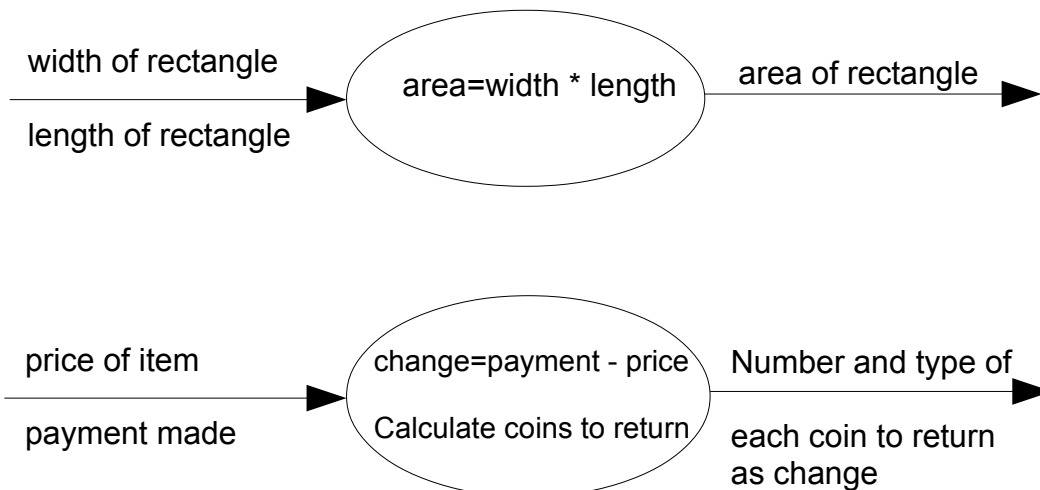 width of rectangle
length of rectangle
area=width * length
area of rectangle
price of item
payment made
change=payment - price
Calculate coins to return
Number and type of
each coin to return
as change